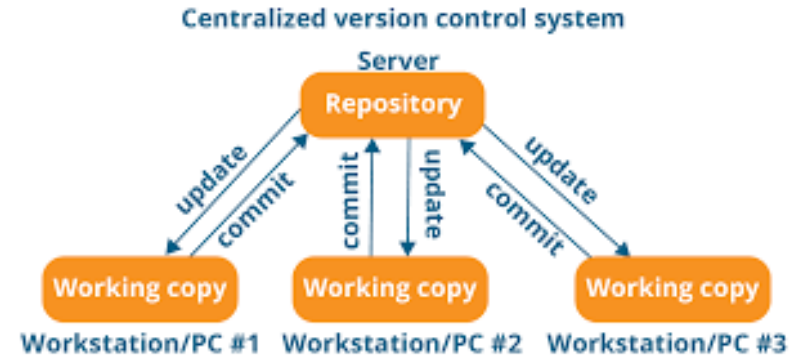 Centralized version control system
Server
Repository
update
commit
commit
update
update
commit
Working copy
Working copy
Working copy
Workstation/PC #1
Workstation/PC #2
Workstation/PC #3